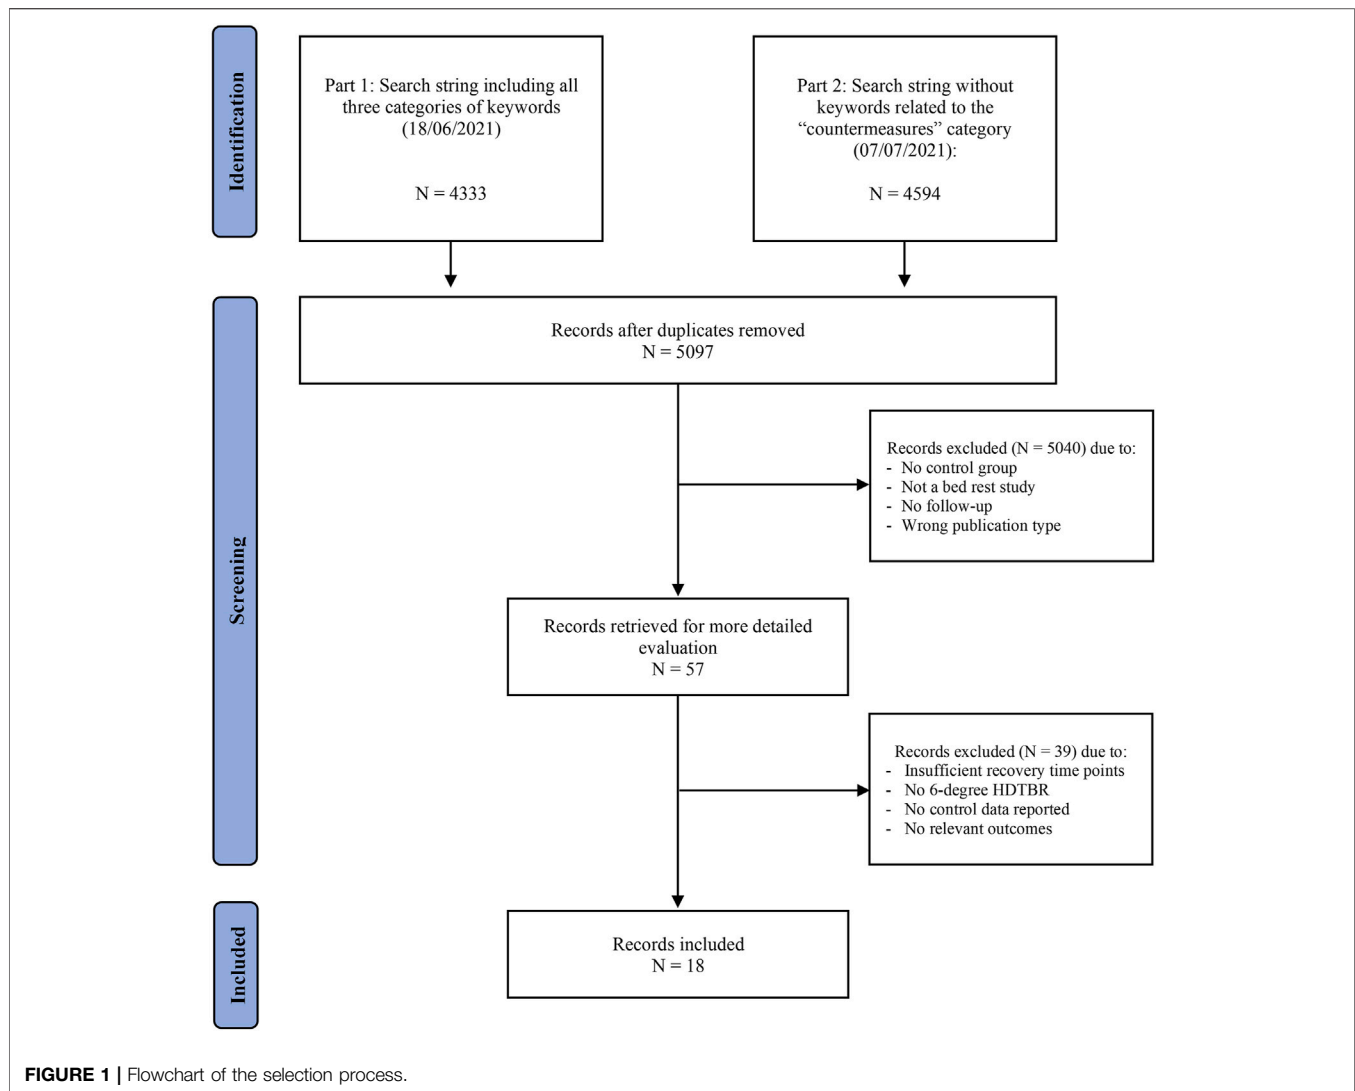 Identification
Part 1: Search string including all
three categories of keywords
(18/06/2021)
N = 4333
Part 2: Search string without
keywords related to the
“countermeasures” category
(07/07/2021):
N = 4594
Screening
Records after duplicates removed
N = 5097
Records excluded (N = 5040) due to:
- No control group
- Not a bed rest study
- No follow-up
- Wrong publication type
Records retrieved for more detailed
evaluation
N = 57
Records excluded (N = 39) due to:
- Insufficient recovery time points
- No 6-degree HDTBR
- No control data reported
- No relevant outcomes
Included
Records included
N = 18
FIGURE 1 | Flowchart of the selection process.